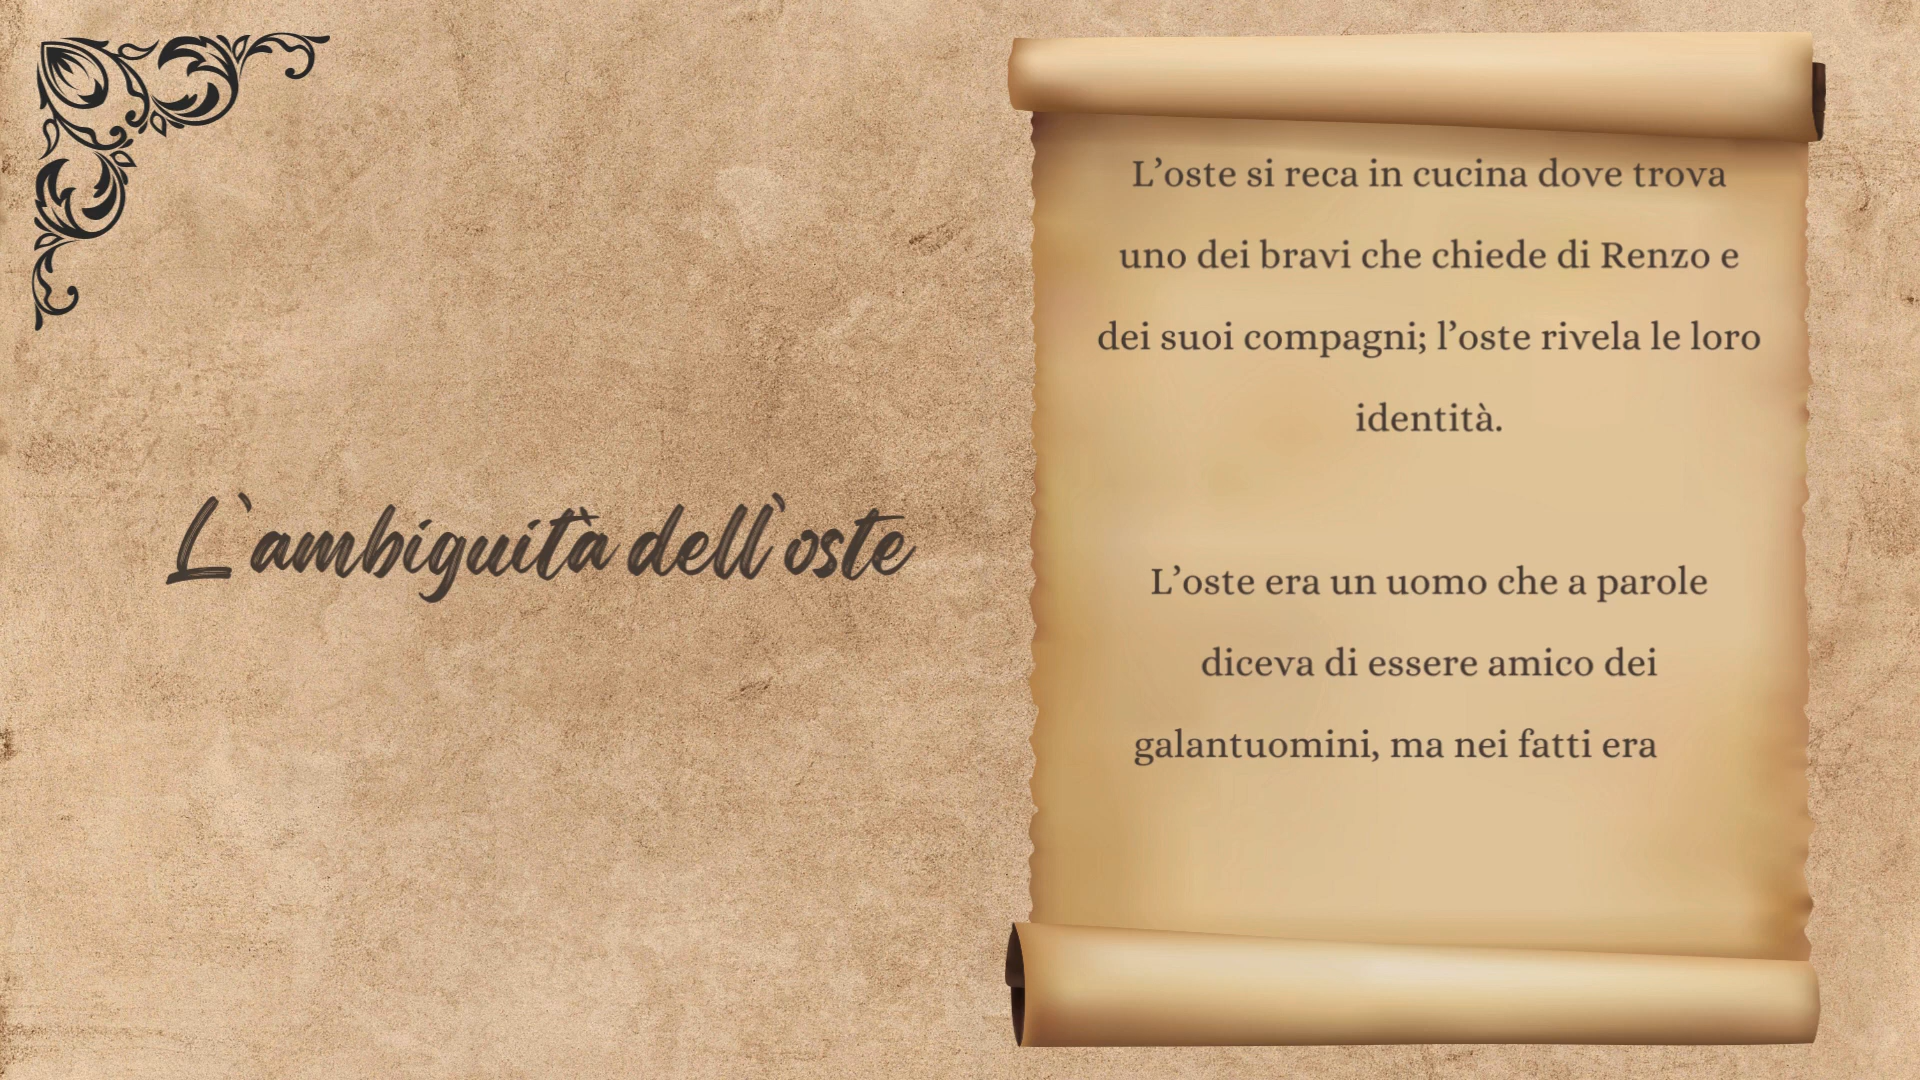 L`ambiguità dell`oste
L’oste si reca in cucina dove trova
uno dei bravi che chiede di Renzo e
dei suoi compagni; l’oste rivela le loro
identità.
L’oste era un uomo che a parole
diceva di essere amico dei
galantuomini, ma nei fatti era